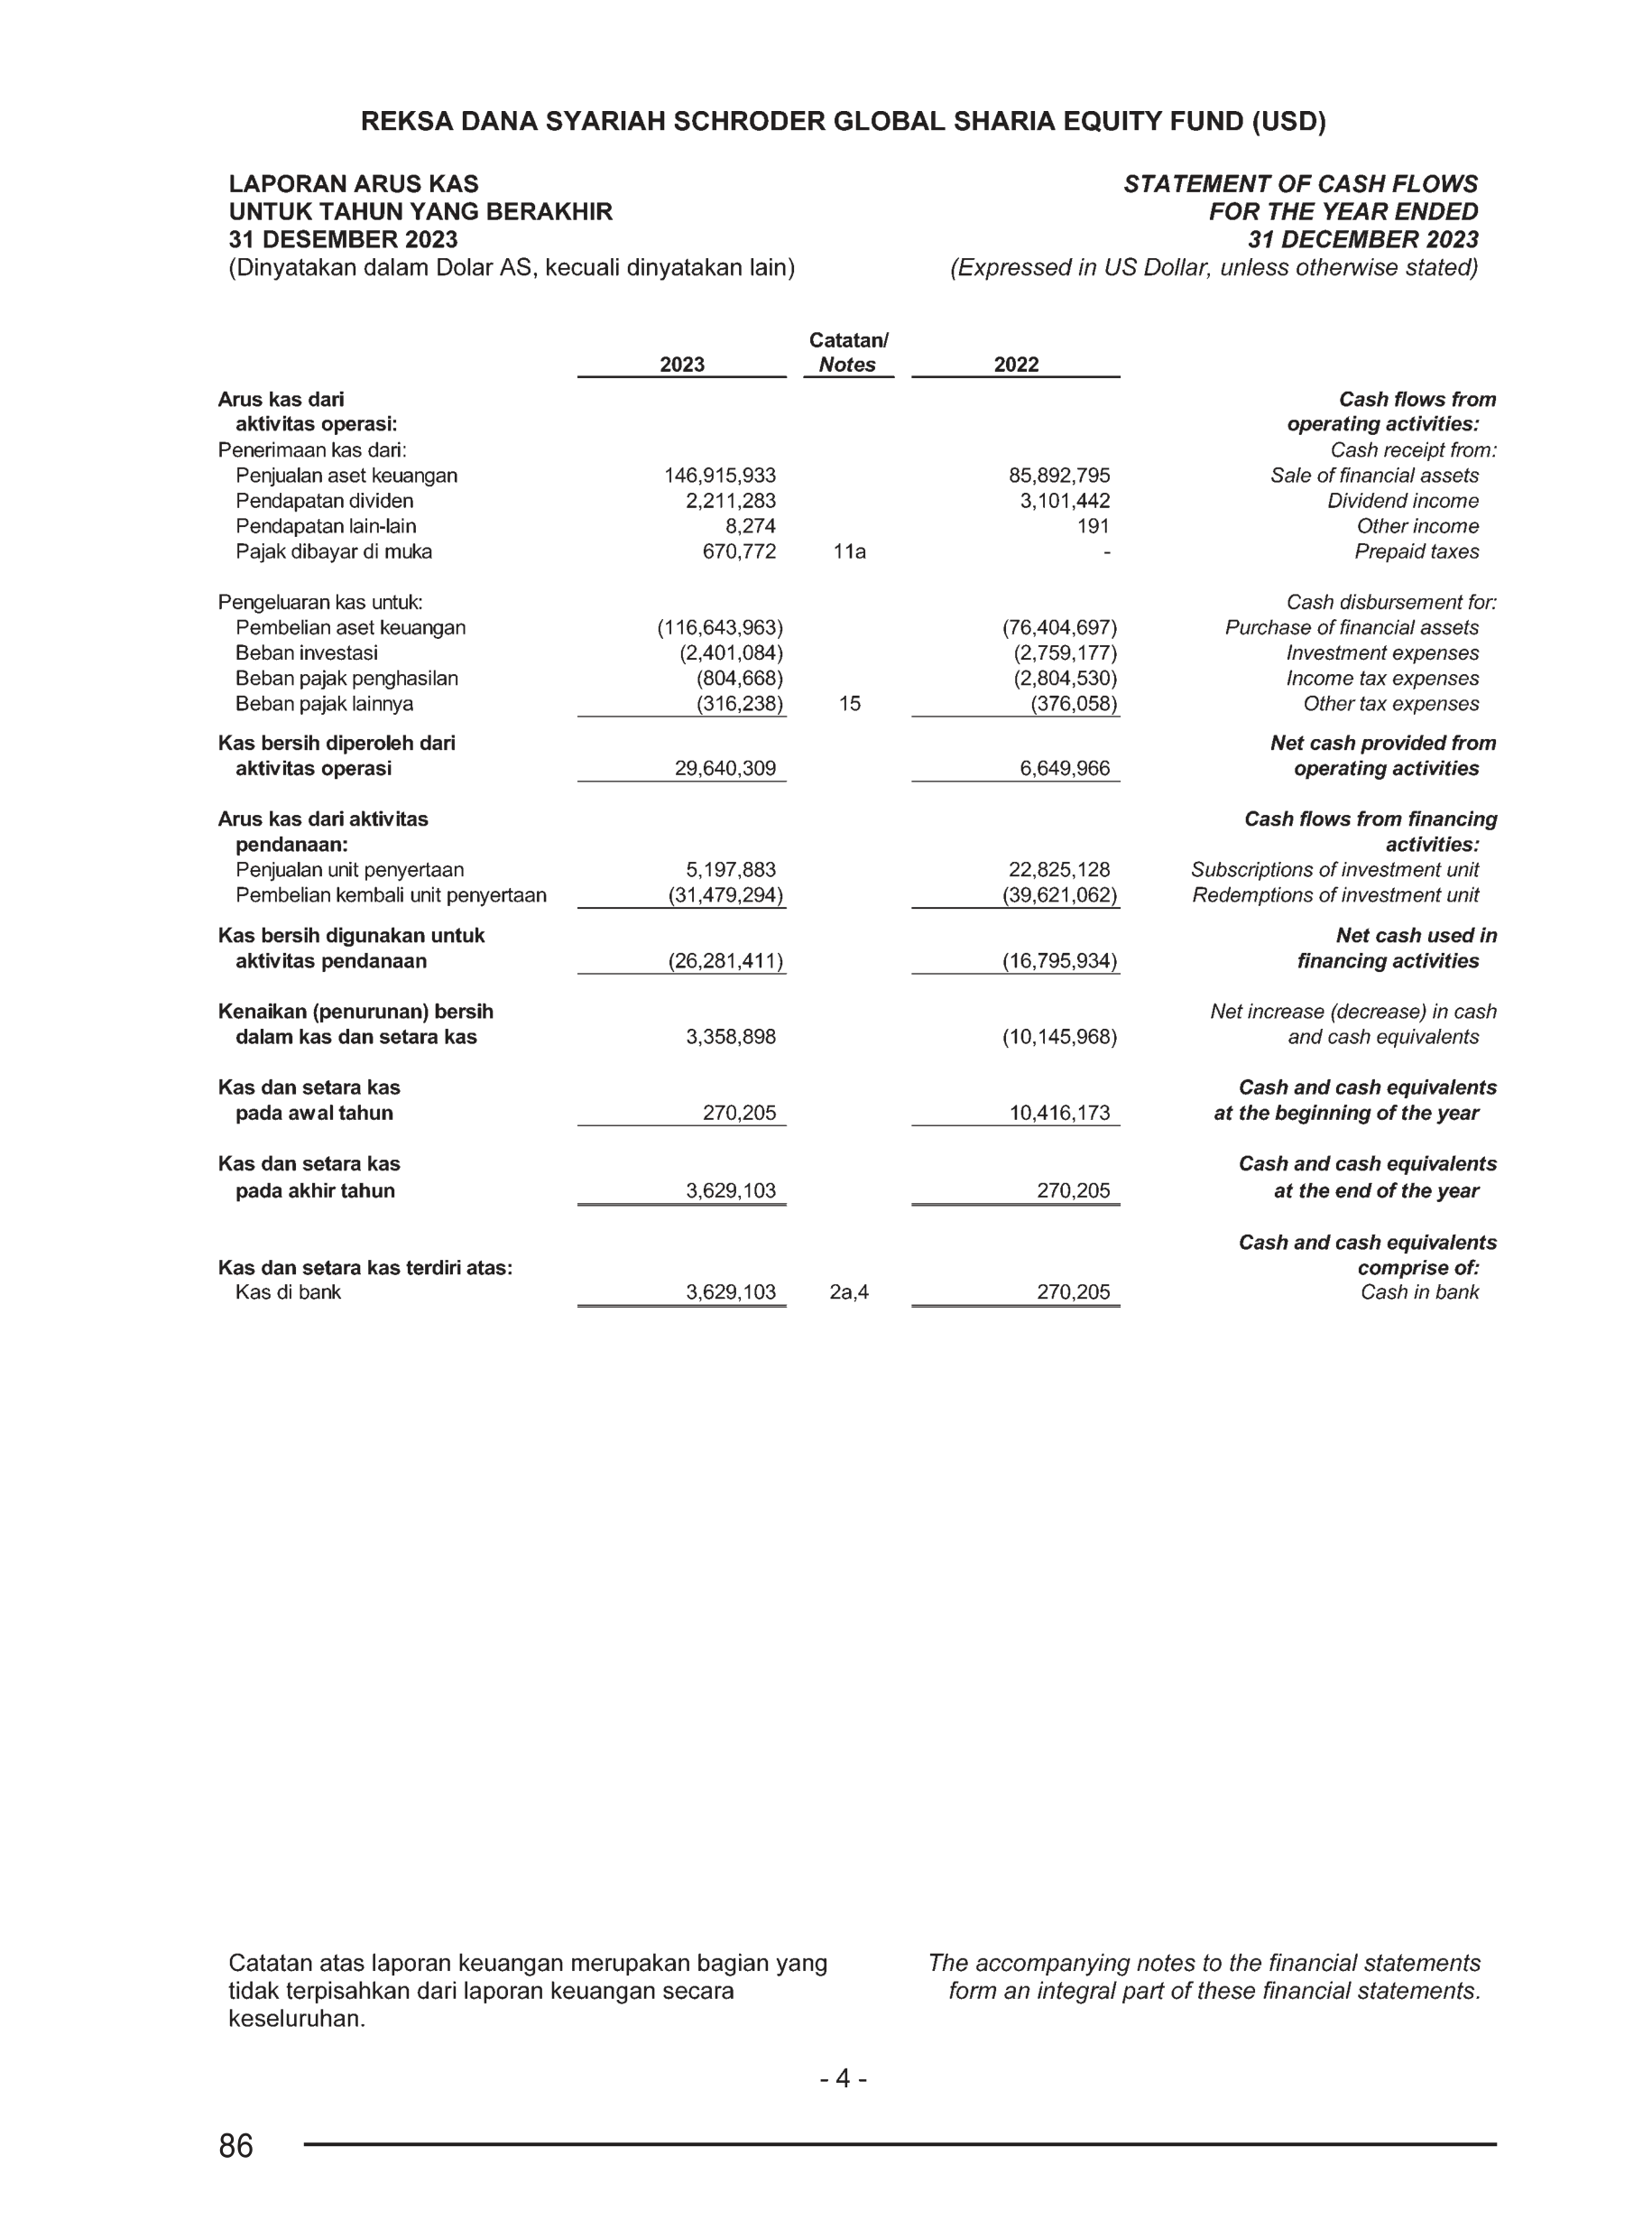 REKSA DANA SYARIAH SCHRODER GLOBAL SHARIA EQUITY FUND (USD)
LAPORAN ARUS KAS STATEMENT OF CASH FLOWS
UNTUK TAHUN YANG BERAKHIR FOR THE YEAR ENDED
31 DESEMBER 2023 31 DECEMBER 2023
(Dinyatakan dalam Dolar AS, kecuali dinyatakan lain) (Expressed in US Dollar, unless otherwise stated)
Catatan/
2023 Notes 2022
Arus kas dari Cash flows from
aktivitas operasi: operating activities:
Penerimaan kas dari: Cash receipt from:
Penjualan aset keuangan 146,915,933 85,892,795 Sale of financial assets
Pendapatan dividen 2,211,283 3,101,442 Dividend income
Pendapatan lain-lain 8,274 191 Other income
Pajak dibayar di muka 670,772 11a - Prepaid taxes
Pengeluaran kas untuk: Cash disbursement for:
Pembelian aset keuangan (116,643,963) (76,404,697) Purchase of financial assets
Beban investasi (2,401,084) (2,759,177) Investment expenses
Beban pajak penghasilan (804,668) (2,804,530) Income tax expenses
Beban pajak lainnya (316,238) 15 (376,058) Other tax expenses
Kas bersih diperoleh dari Net cash provided from
aktivitas operasi 29,640,309 6,649,966 operating activities
Arus kas dari aktivitas Cash flows from financing
pendanaan: activities:
Penjualan unit penyertaan 5,197,883 22,825,128 Subscriptions of investment unit
Pembelian kembali unit penyertaan (31,479,294) (39,621,062) Redemptions of investment unit
Kas bersih digunakan untuk Net cash used in
aktivitas pendanaan (26,281,411) (16,795,934) financing activities
Kenaikan (penurunan) bersih Net increase (decrease) in cash
dalam kas dan setara kas 3,358,898 (10,145,968) and cash equivalents
Kas dan setara kas Cash and cash equivalents
pada awal tahun 270,205 10,416,173 at the beginning of the year
Kas dan setara kas Cash and cash equivalents
pada akhir tahun 3,629,103 270,205 at the end of the year
Cash and cash equivalents
Kas dan setara kas terdiri atas: comprise of:
Kas di bank 3,629,103 2a,4 270,205 Cash in bank
Catatan atas laporan keuangan merupakan bagian yang The accompanying notes to the financial statements
tidak terpisahkan dari laporan keuangan secara form an integral part of these financial statements.
keseluruhan.
- 4 -
86